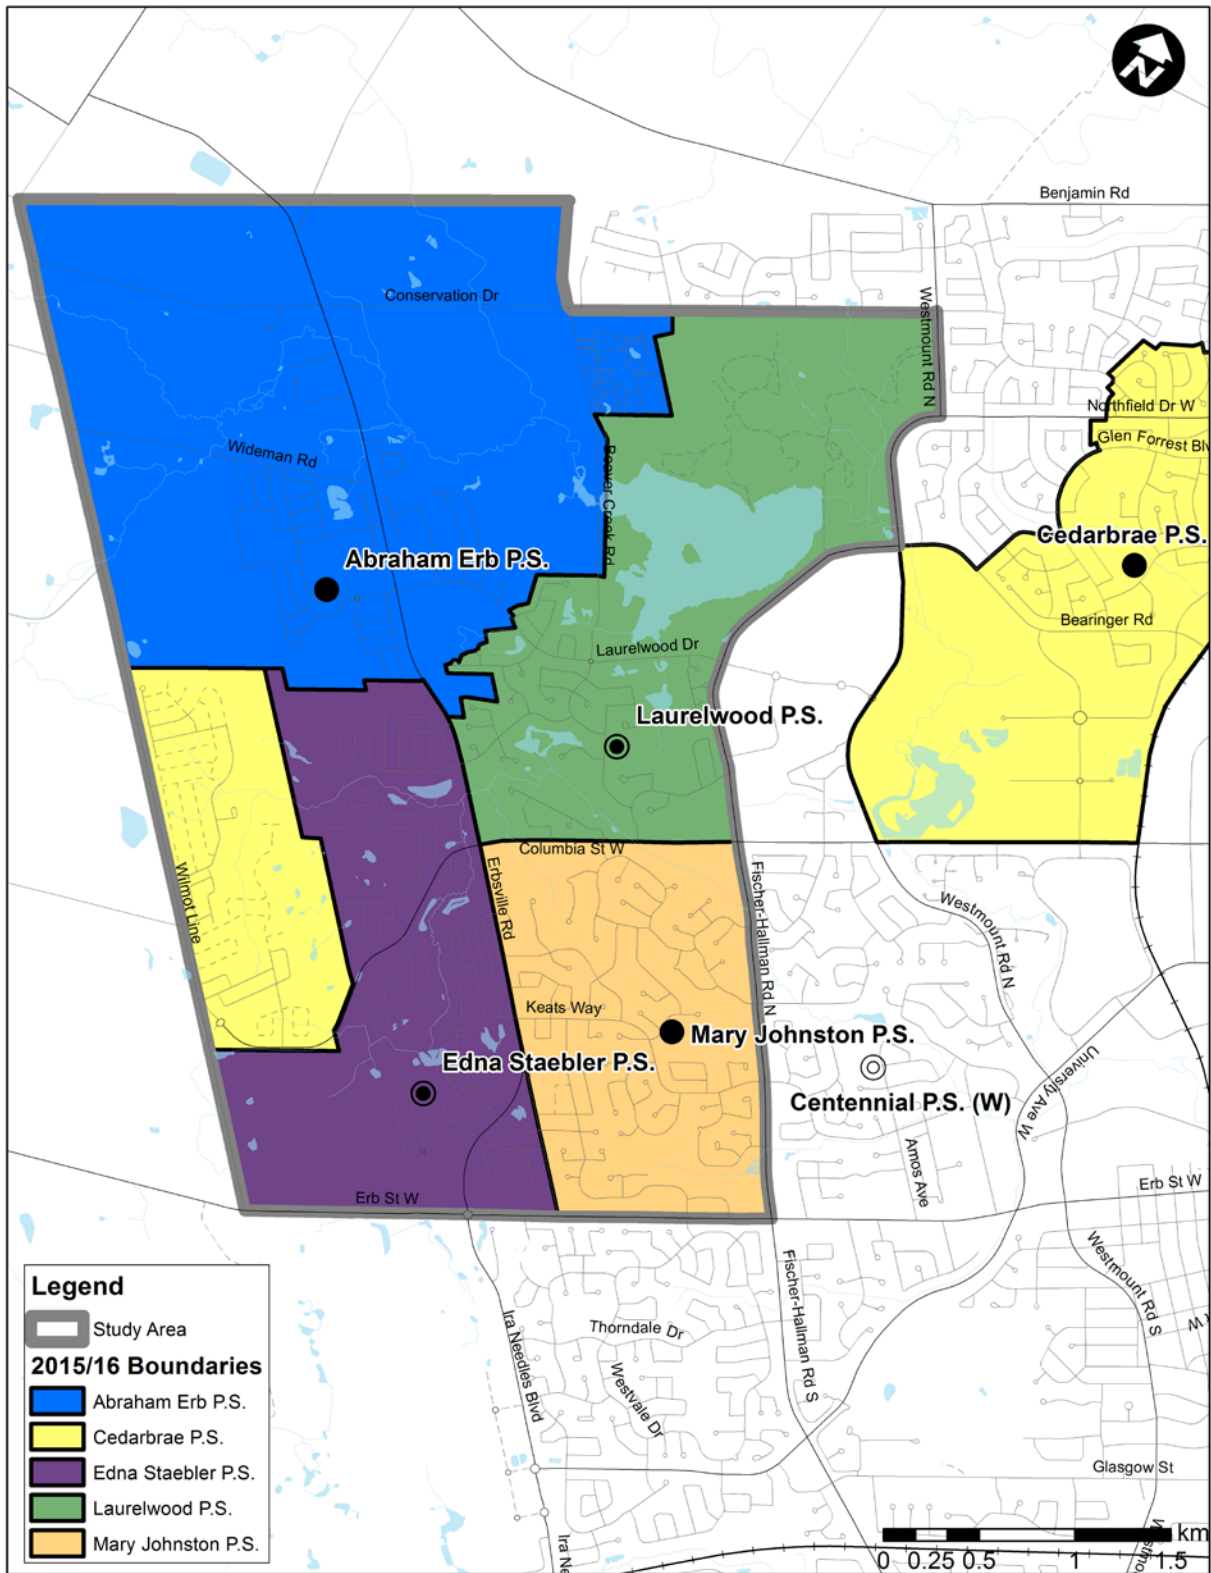 N
Benjamin Rd
Conservation Dr
Westmount Rd N
Northfield Dr W
Glen Forrest Blv
Wideman Rd
Beaver Creek Rd
Cedarbrae P.S.
Abraham Erb P.S.
Bearinger Rd
Laurelwood Dr
Laurelwood P.S.
Columbia St W
Wilmot Line
Erbsville Rd
Fischer-Hallman Rd N
Westmount Rd N
Keats Way
Mary Johnston P.S.
Edna Staebler P.S.
University Ave W
Centennial P.S. (W)
Amos Ave
Erb St W
Erb St W
Westmount Rd S
Fischer-Hallman Rd S
Legend
Study Area
2015/16 Boundaries
Abraham Erb P.S.
Cedarbrae P.S.
Edna Staebler P.S.
Laurelwood P.S.
Mary Johnston P.S.
Ira Needles Blvd
Thorndale Dr
Westvale Dr
Glasgow St
Ira Ne
km
0 0.25 0.5 1 1.5